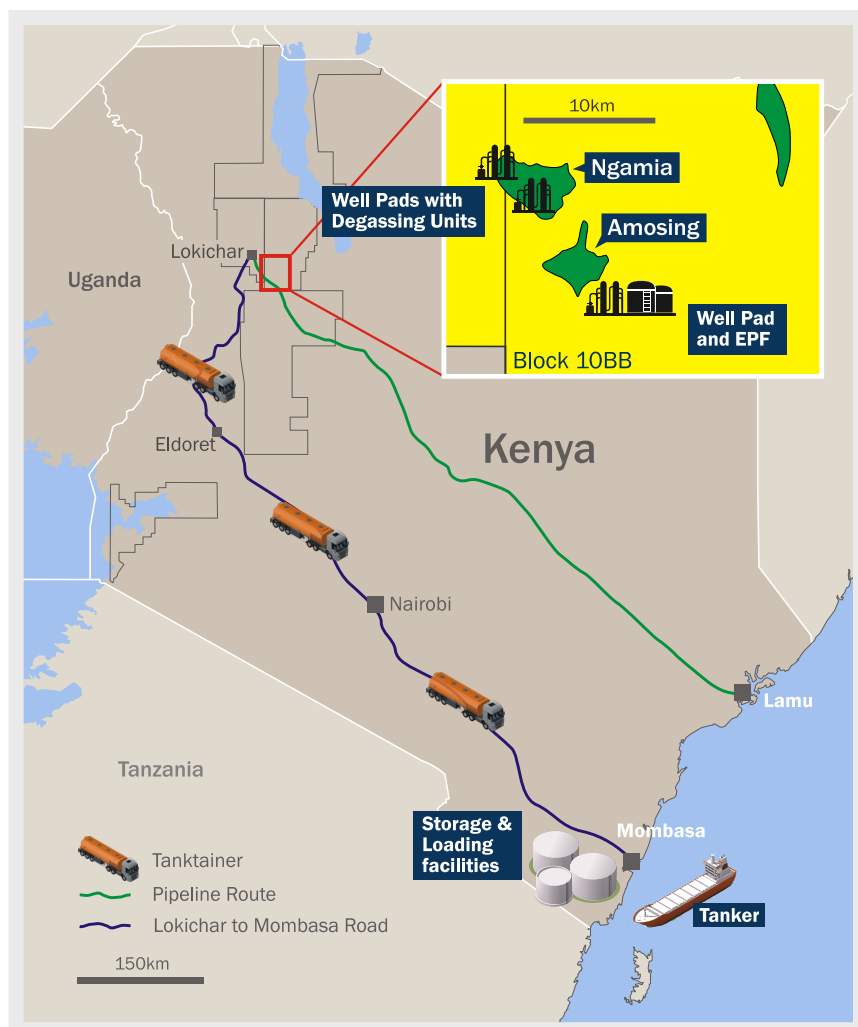 10km
Ngamia
Well Pads with
Degassing Units
Amosing
Lokichar
Uganda
Well Pad
and EPF
Block 10BB
Eldoret
Kenya
Nairobi
Lamu
Tanzania
Storage &
Loading
facilities
Mombasa
Tanker
Tanktainer
Pipeline Route
Lokichar to Mombasa Road
150km